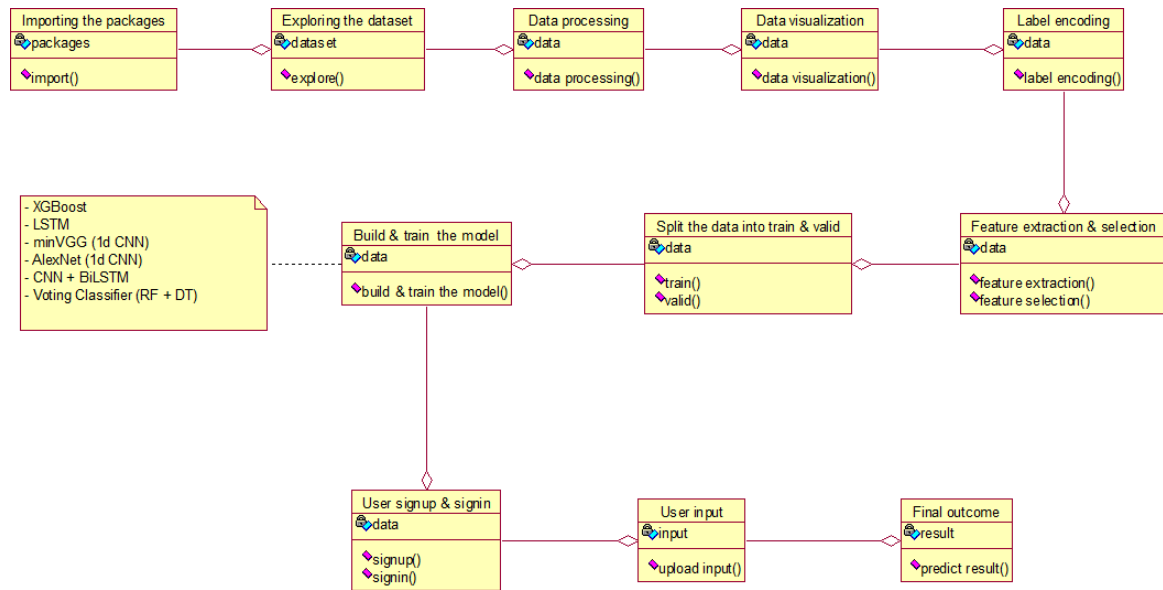 Importing the packages
packages
import()
Exploring the dataset
dataset
explore()
Data processing
data
data processing()
Data visualization
data
data visualization()
Label encoding
data
label encoding()
- XGBoost
- LSTM
- minVGG (1d CNN)
- AlexNet (1d CNN)
- CNN + BiLSTM
- Voting Classifier (RF + DT)
Build & train the model
data
build & train the model()
Split the data into train & valid
data
train()
valid()
Feature extraction & selection
data
feature extraction()
feature selection()
User signup & signin
data
signup()
signin()
User input
input
upload input()
Final outcome
result
predict result()